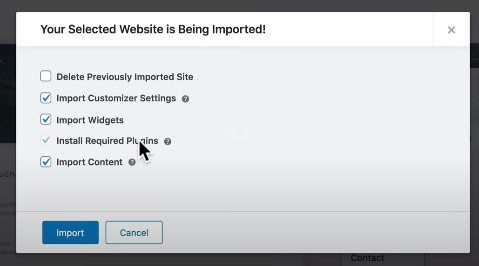 Your Selected Website is Being Imported!
Delete Previously Imported Site
Import Customizer Settings ?
Import Widgets
Install Required Plugins ?
Import Content ?
Import Cancel
Contact